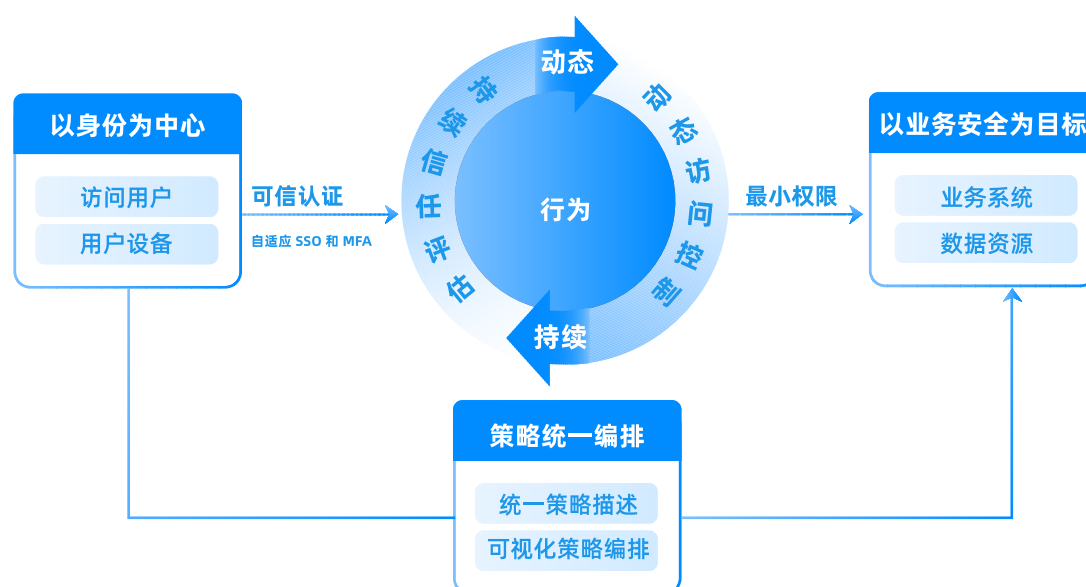 以身份为中心
访问用户
用户设备
可信认证
自适应 SSO 和 MFA
动态
持续信任评估
行为
动态访问控制
持续
最小权限
以业务安全为目标
业务系统
数据资源
策略统一编排
统一策略描述
可视化策略编排